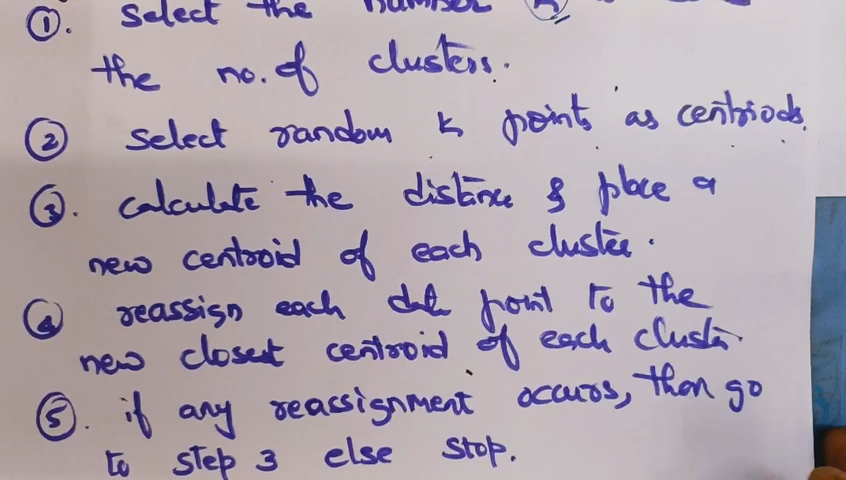 ①. Select the number K
the no. of clusters.
② Select random K points as centriods.
③. calculate the distance & place a
new centroid of each cluster.
④ reassign each data point to the
new closest centroid of each cluster.
⑤. if any reassignment occurs, then go
to step 3 else stop.